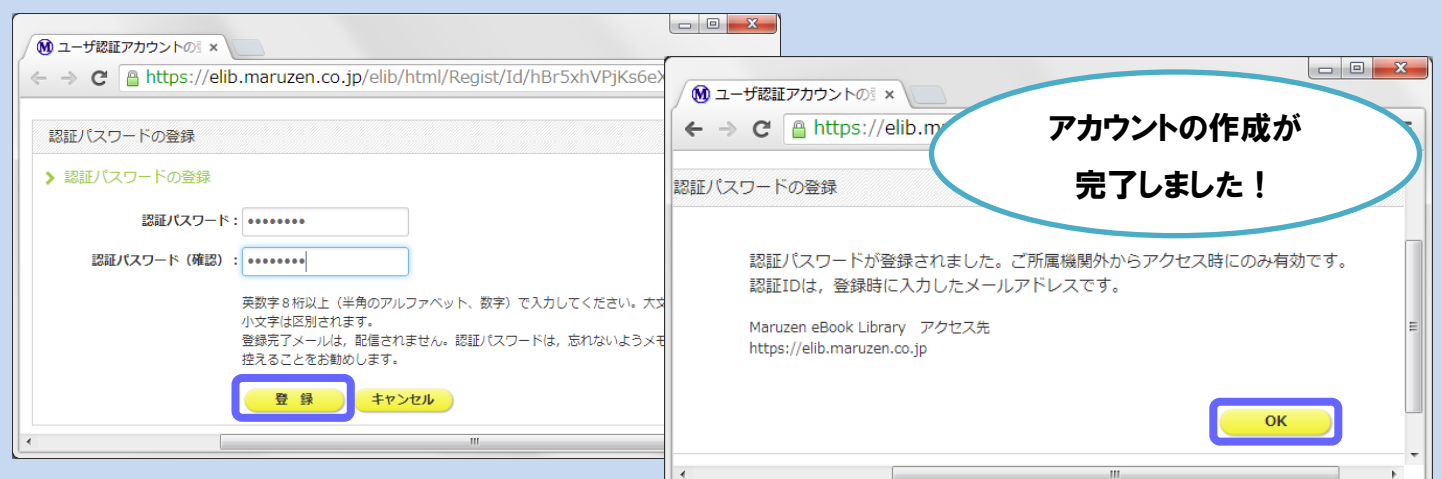 ユーザ認証アカウントの
https://elib.maruzen.co.jp/elib/html/Regist/Id/hBr5xhVPjKs6eX
認証パスワードの登録
認証パスワードの登録
認証パスワード：
認証パスワード（確認）：
英数字８桁以上（半角のアルファベット、数字）で入力してください。大文
小文字は区別されます。
登録完了メールは，配信されません。認証パスワードは，忘れないようメモ
控えることをお勧めします。
登 録
キャンセル
ユーザ認証アカウントの
https://elib.m
アカウントの作成が
完了しました！
認証パスワードの登録
認証パスワードが登録されました。ご所属機関外からアクセス時にのみ有効です。
認証IDは，登録時に入力したメールアドレスです。
Maruzen eBook Library　アクセス先
https://elib.maruzen.co.jp
OK